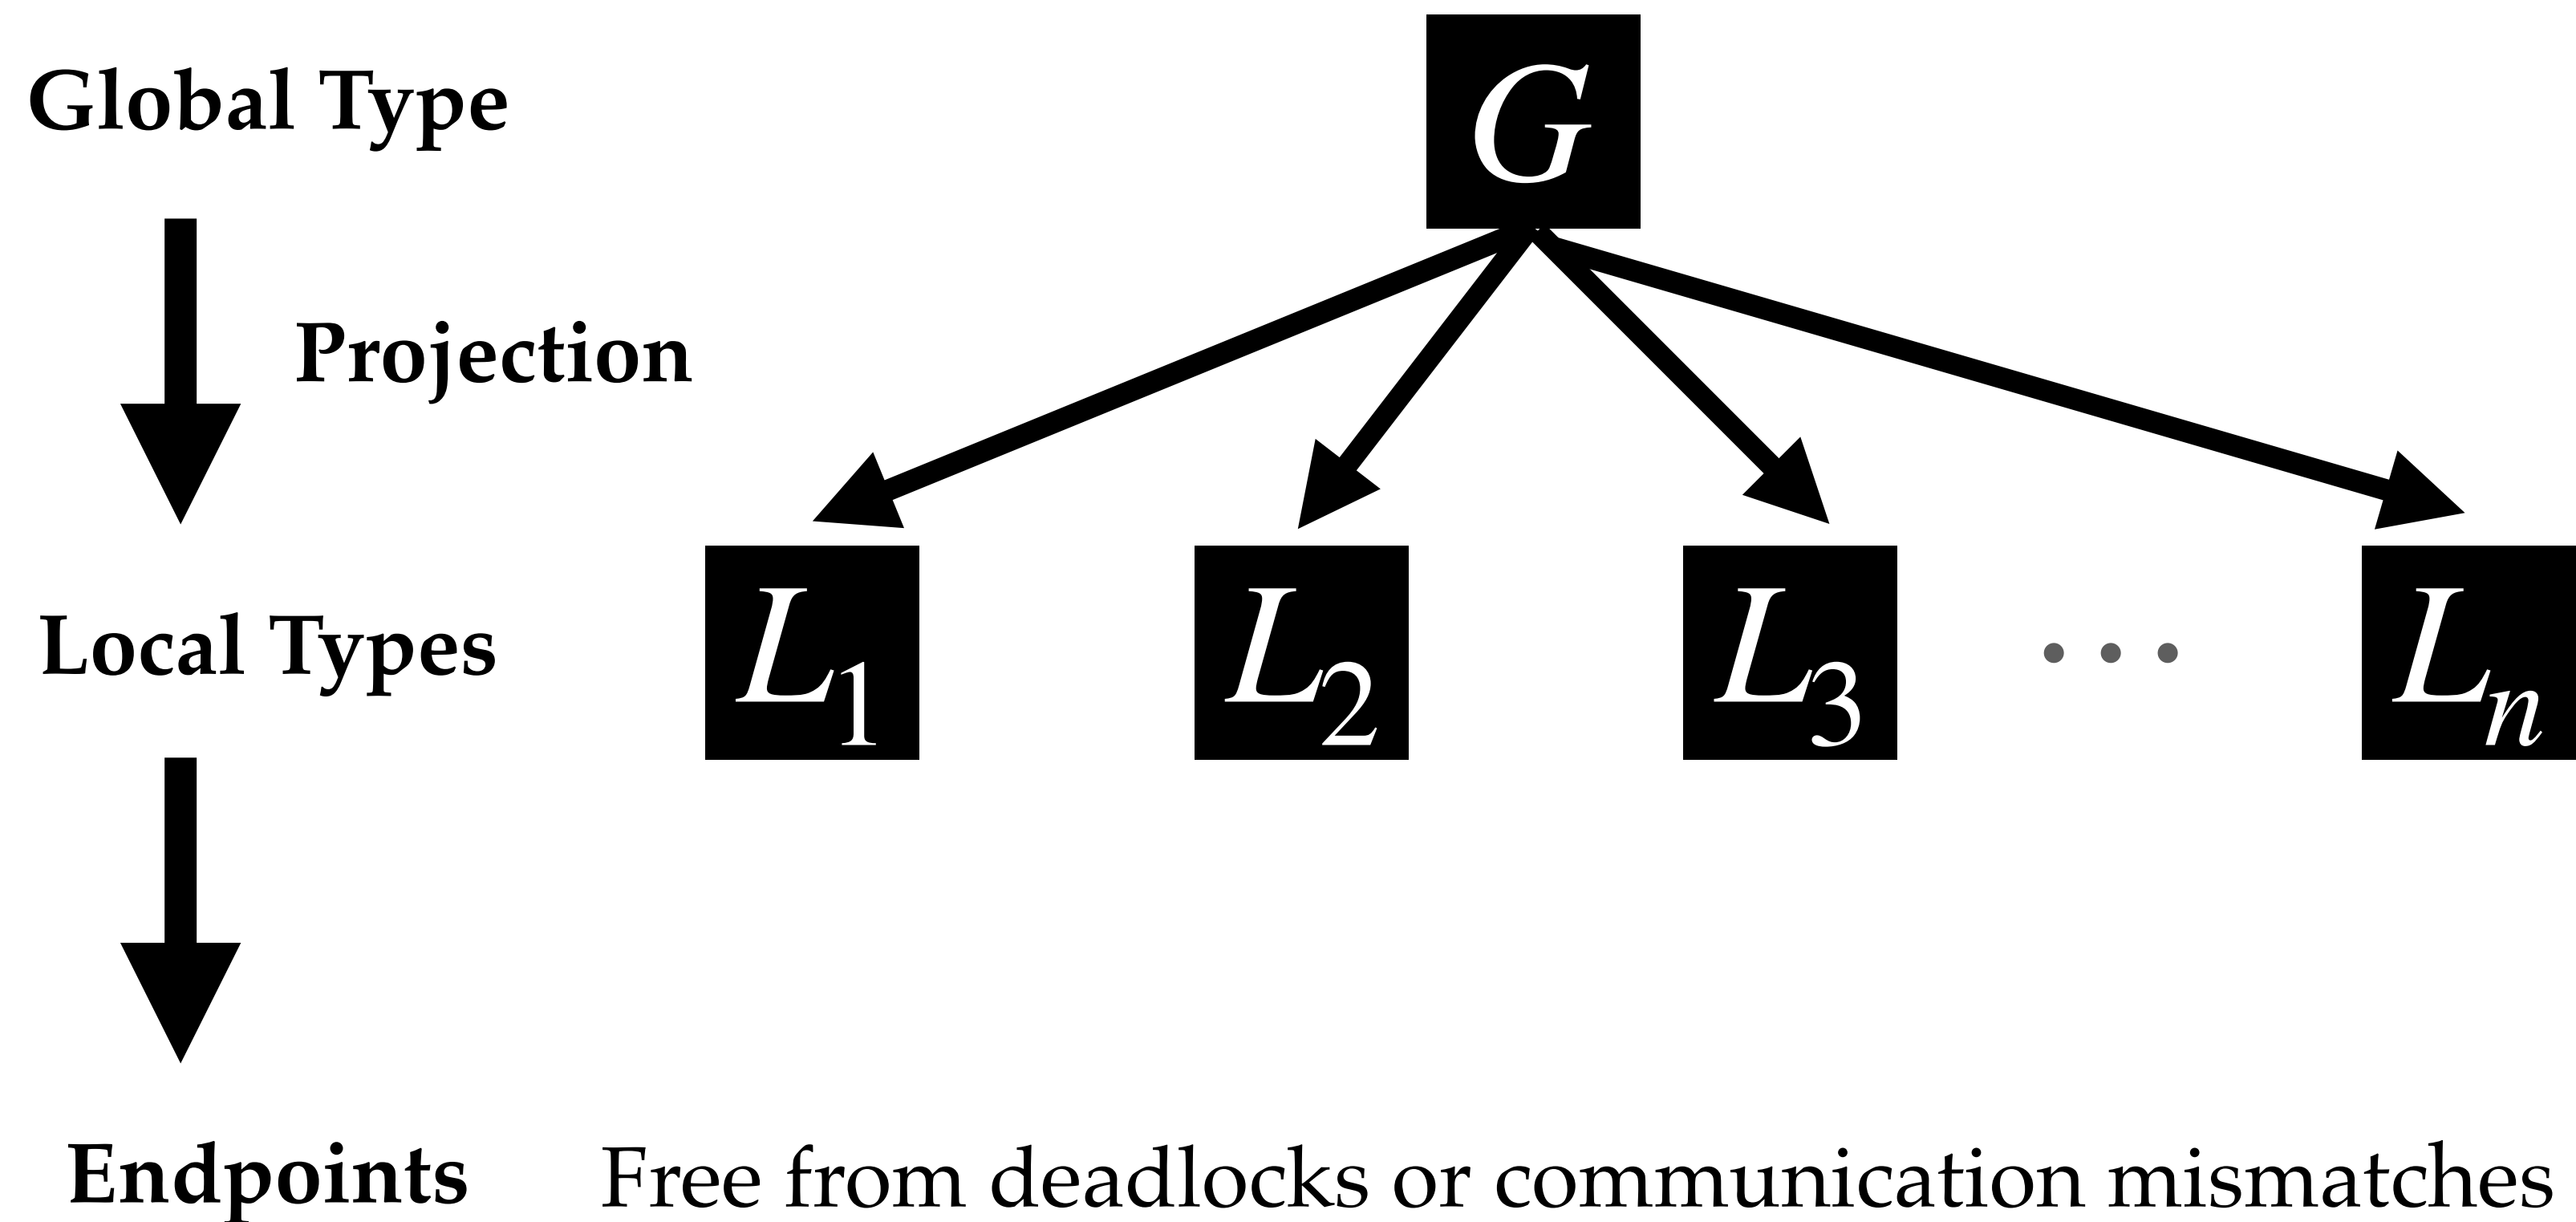 Global Type
G
Projection
Local Types
L1 L2 L3 ... Ln
Endpoints
Free from deadlocks or communication mismatches